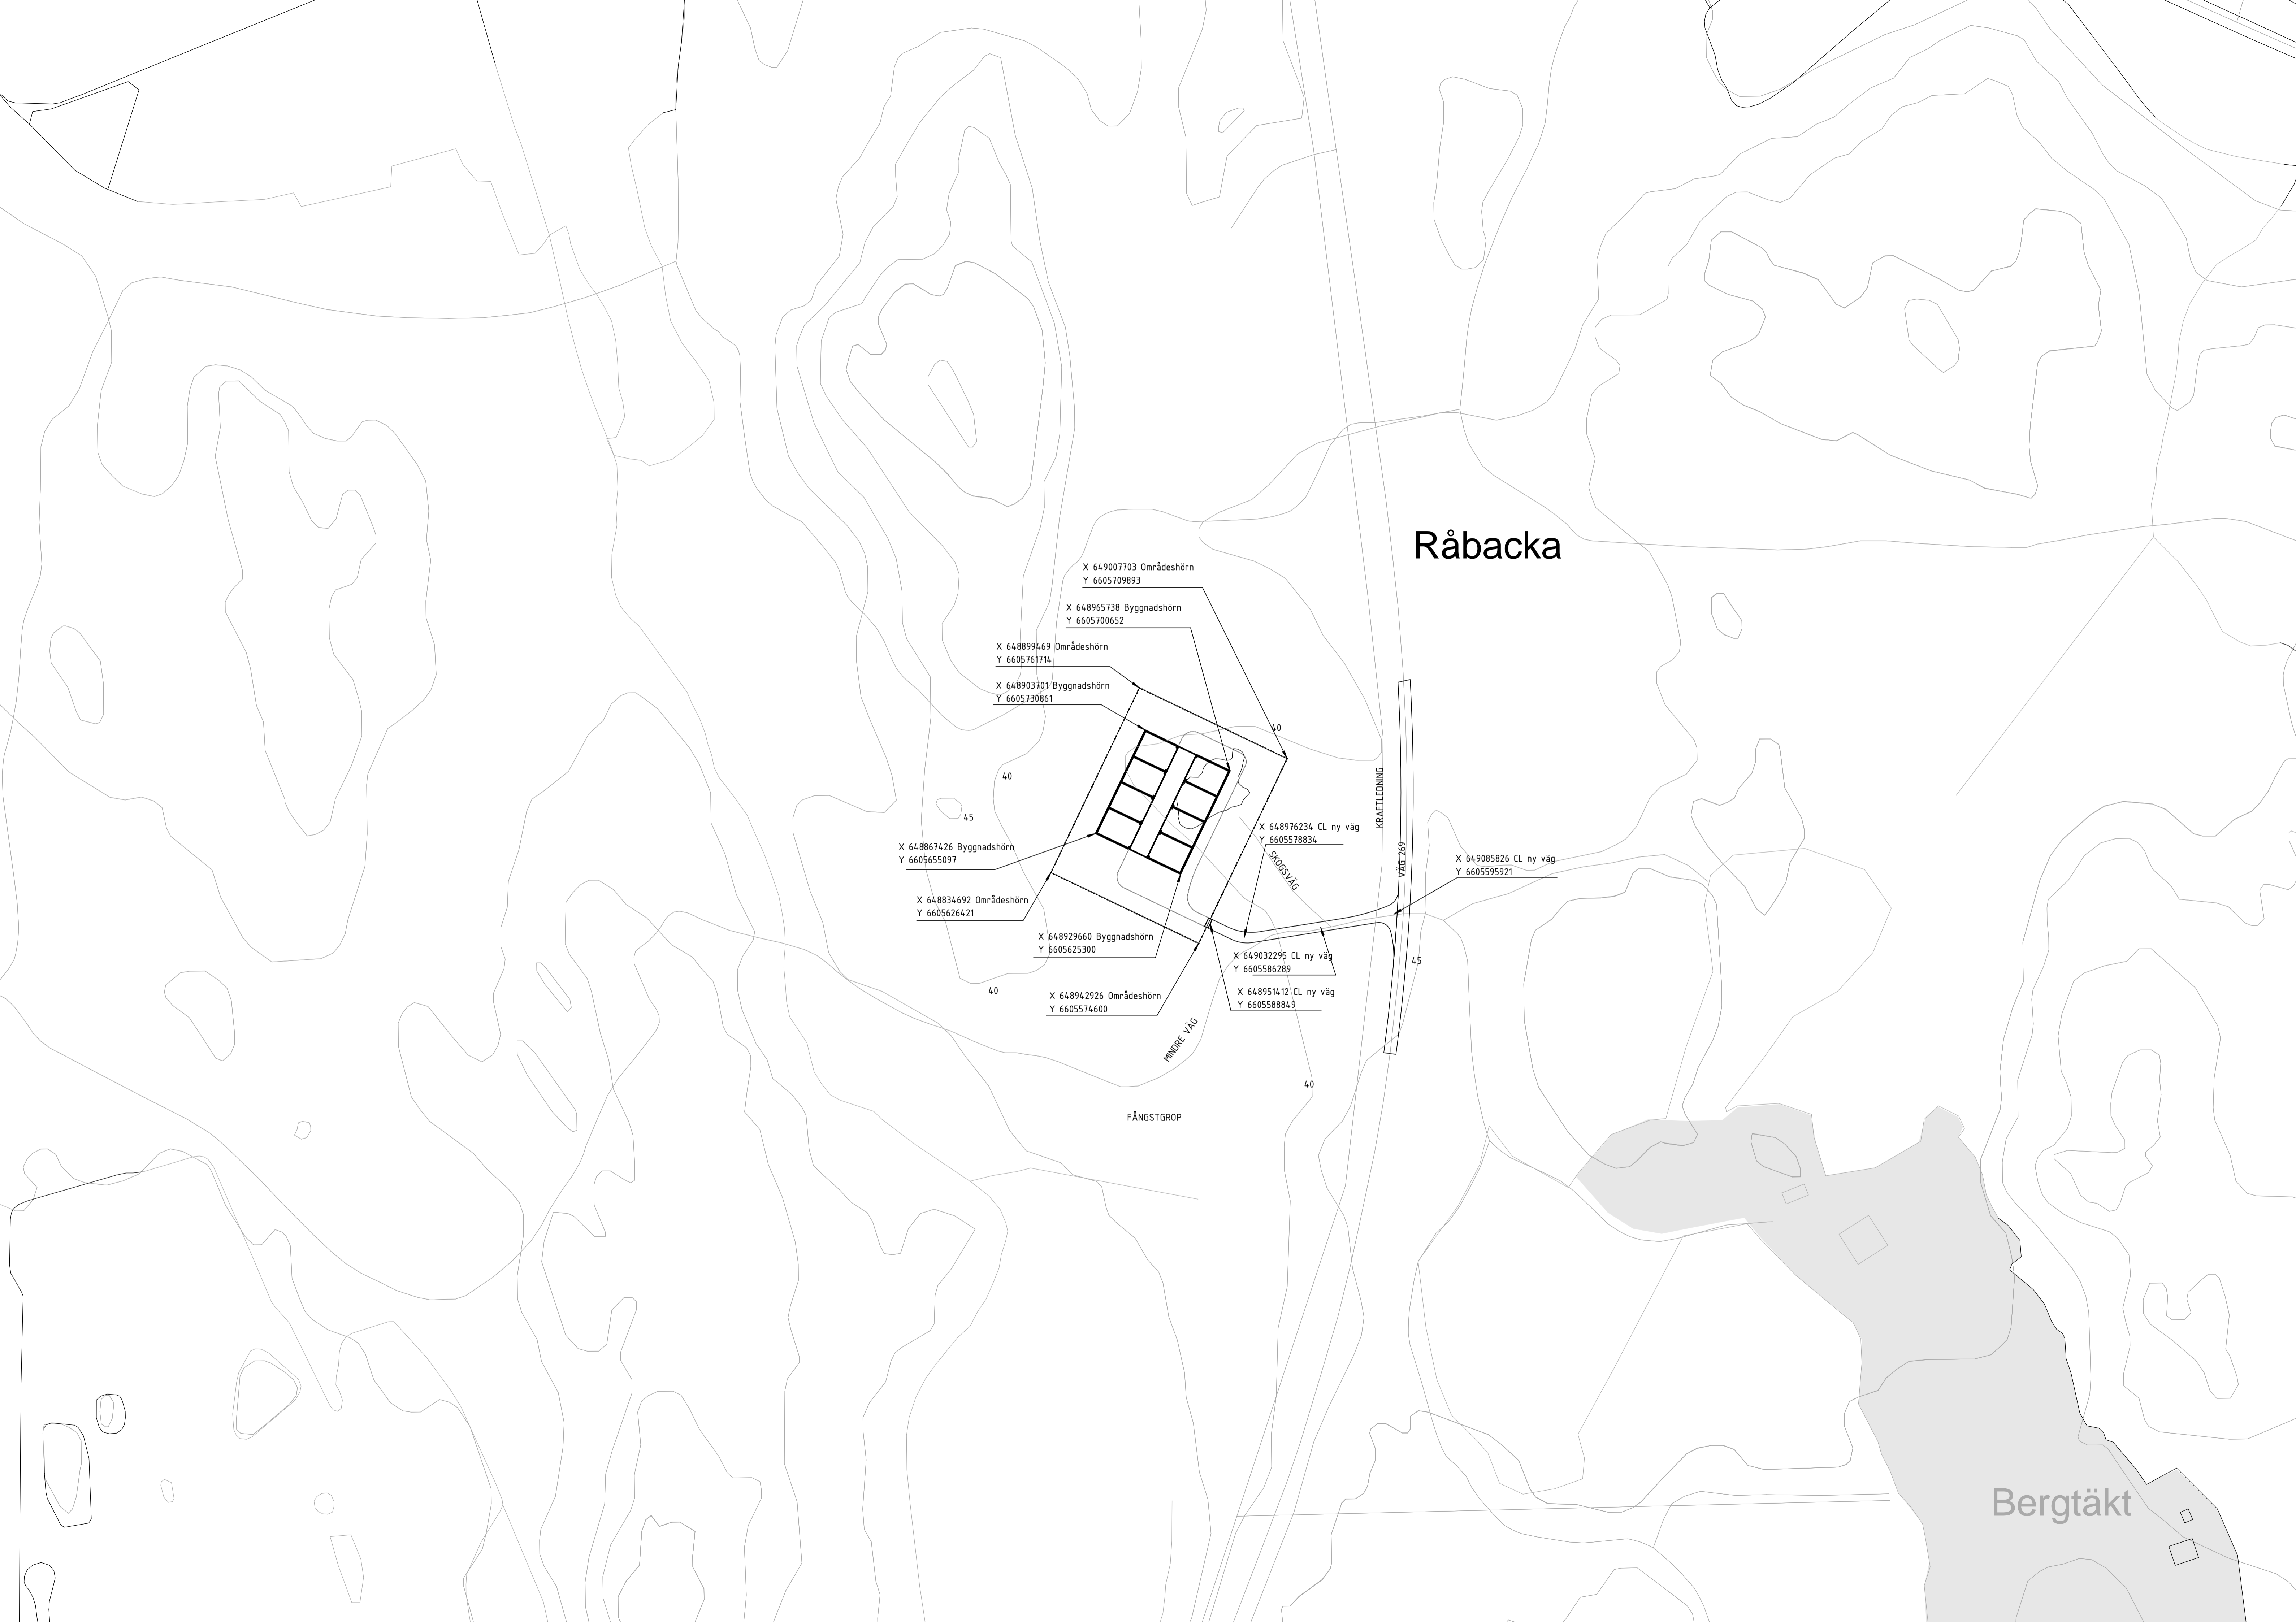 Råbacka
X 649007703 Områdeshörn
Y 6605709893
X 648965738 Byggnadshörn
Y 6605700652
X 648899469 Områdeshörn
Y 6605761714
X 648903701 Byggnadshörn
Y 6605730861
40
40
45
KRAFTLEDNING
X 648976234 CL ny väg
Y 6605578834
SKOGSVÄG
VÄG 269
X 649085826 CL ny väg
Y 6605595921
X 648867426 Byggnadshörn
Y 6605655097
X 648834692 Områdeshörn
Y 6605626421
X 648929660 Byggnadshörn
Y 6605625300
X 649032295 CL ny väg
Y 6605586289
45
40
X 648942926 Områdeshörn
Y 6605574600
X 648951412 CL ny väg
Y 6605588849
MINDRE VÄG
40
FÅNGSTGROP
Bergtäkt